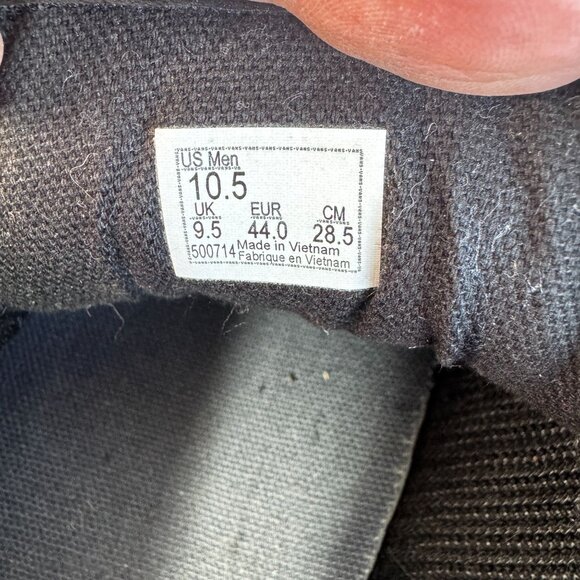 US Men
10.5
UK EUR CM
9.5 44.0 28.5
500714 Made in Vietnam
Fabrique en Vietnam